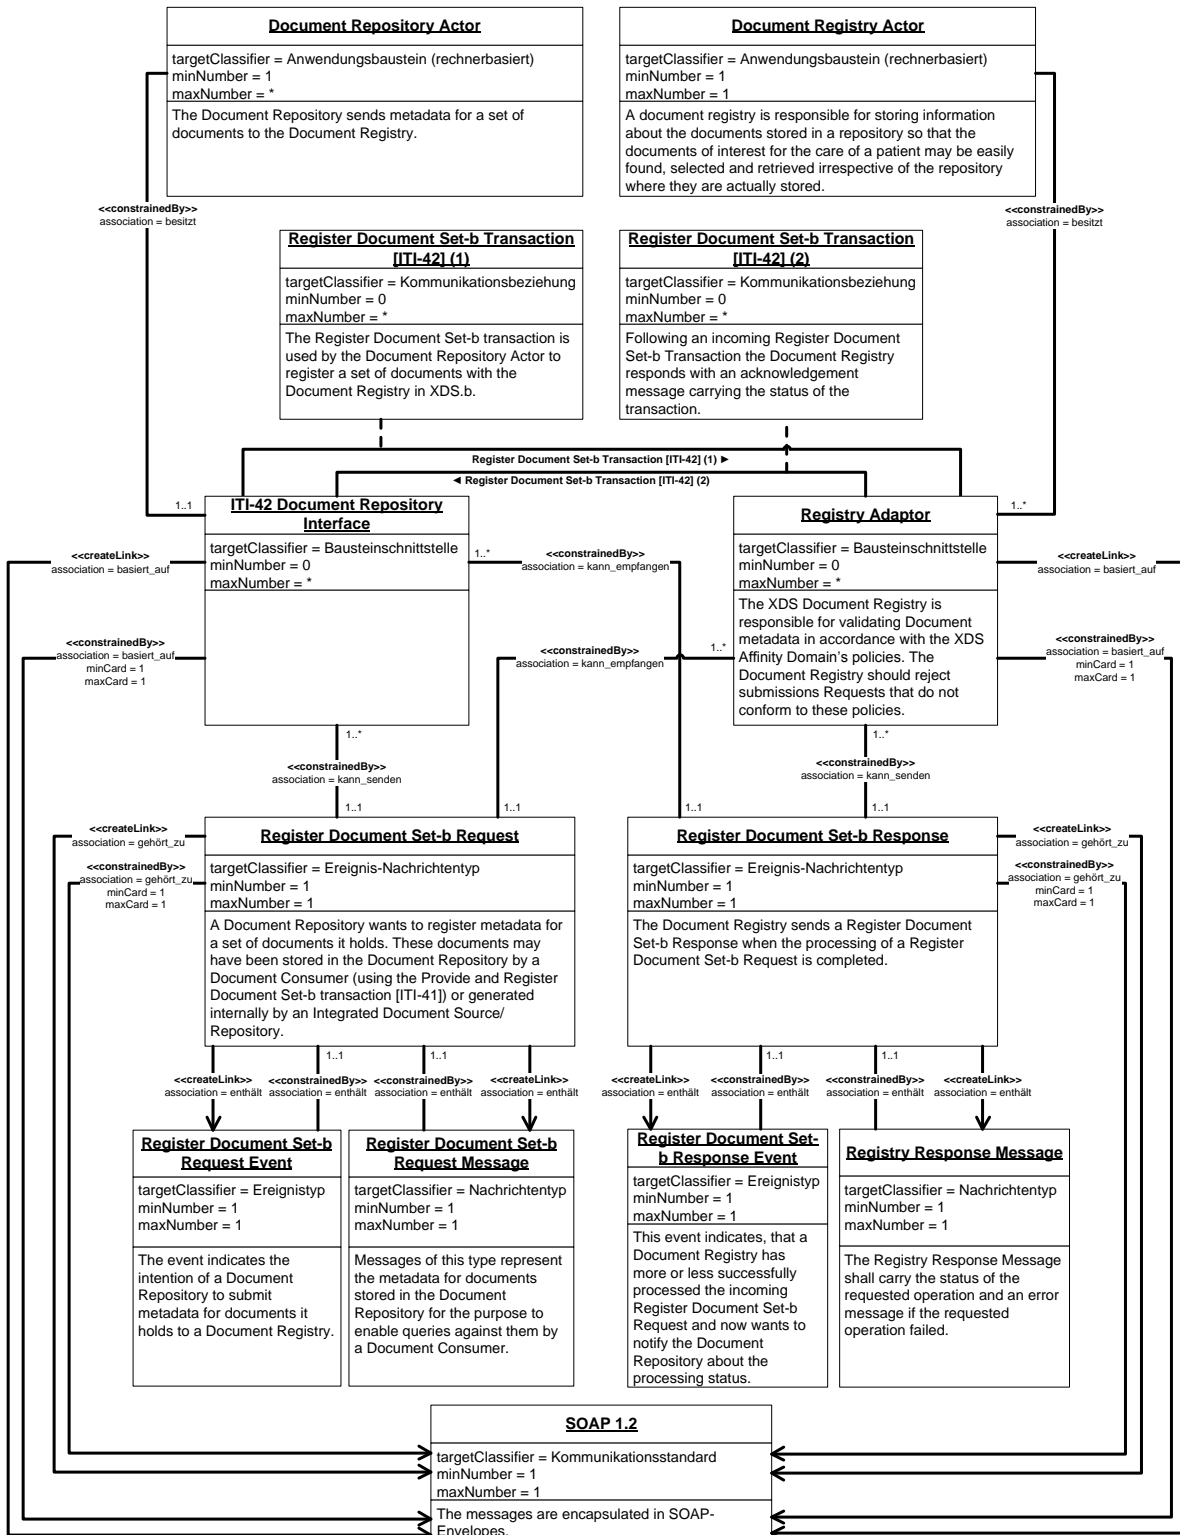 Document Repository Actor
targetClassifier = Anwendungsbaustein (rechnerbasiert)
minNumber = 1
maxNumber = *
The Document Repository sends metadata for a set of
documents to the Document Registry.
Document Registry Actor
targetClassifier = Anwendungsbaustein (rechnerbasiert)
minNumber = 1
maxNumber = 1
A document registry is responsible for storing information
about the documents stored in a repository so that the
documents of interest for the care of a patient may be easily
found, selected and retrieved irrespective of the repository
where they are actually stored.
<<constrainedBy>>
association = besitzt
<<constrainedBy>>
association = besitzt
Register Document Set-b Transaction
[ITI-42] (1)
targetClassifier = Kommunikationsbeziehung
minNumber = 0
maxNumber = *
The Register Document Set-b transaction is
used by the Document Repository Actor to
register a set of documents with the
Document Registry in XDS.b.
Register Document Set-b Transaction
[ITI-42] (2)
targetClassifier = Kommunikationsbeziehung
minNumber = 0
maxNumber = *
Following an incoming Register Document
Set-b Transaction the Document Registry
responds with an acknowledgement
message carrying the status of the
transaction.
Register Document Set-b Transaction [ITI-42] (1) ►
◄ Register Document Set-b Transaction [ITI-42] (2)
1..1
1..*
ITI-42 Document Repository
Interface
targetClassifier = Bausteinschnittstelle
minNumber = 0
maxNumber = *
Registry Adaptor
targetClassifier = Bausteinschnittstelle
minNumber = 0
maxNumber = *
The XDS Document Registry is
responsible for validating Document
metadata in accordance with the XDS
Affinity Domain's policies. The
Document Registry should reject
submissions Requests that do not
conform to these policies.
<<createLink>>
association = basiert_auf
1..*
<<constrainedBy>>
association = kann_empfangen
<<createLink>>
association = basiert_auf
<<constrainedBy>>
association = basiert_auf
minCard = 1
maxCard = 1
<<constrainedBy>>
association = kann_empfangen
1..*
<<constrainedBy>>
association = basiert_auf
minCard = 1
maxCard = 1
1..*
<<constrainedBy>>
association = kann_senden
1..1
1..1
1..*
<<constrainedBy>>
association = kann_senden
1..1
1..1
<<createLink>>
association = gehört_zu
<<constrainedBy>>
association = gehört_zu
minCard = 1
maxCard = 1
Register Document Set-b Request
targetClassifier = Ereignis-Nachrichtentyp
minNumber = 1
maxNumber = 1
A Document Repository wants to register metadata for
a set of documents it holds. These documents may
have been stored in the Document Repository by a
Document Consumer (using the Provide and Register
Document Set-b transaction [ITI-41]) or generated
internally by an Integrated Document Source/
Repository.
Register Document Set-b Response
targetClassifier = Ereignis-Nachrichtentyp
minNumber = 1
maxNumber = 1
The Document Registry sends a Register Document
Set-b Response when the processing of a Register
Document Set-b Request is completed.
<<createLink>>
association = gehört_zu
<<constrainedBy>>
association = gehört_zu
minCard = 1
maxCard = 1
1..1
1..1
1..1
1..1
<<createLink>>
association = enthält
<<constrainedBy>>
association = enthält
<<constrainedBy>>
association = enthält
<<createLink>>
association = enthält
<<createLink>>
association = enthält
<<constrainedBy>>
association = enthält
<<constrainedBy>>
association = enthält
<<createLink>>
association = enthält
Register Document Set-b
Request Event
targetClassifier = Ereignistyp
minNumber = 1
maxNumber = 1
The event indicates the
intention of a Document
Repository to submit
metadata for documents it
holds to a Document Registry.
Register Document Set-b
Request Message
targetClassifier = Nachrichtentyp
minNumber = 1
maxNumber = 1
Messages of this type represent
the metadata for documents
stored in the Document
Repository for the purpose to
enable queries against them by
a Document Consumer.
Register Document Set-
b Response Event
targetClassifier = Ereignistyp
minNumber = 1
maxNumber = 1
This event indicates, that a
Document Registry has
more or less successfully
processed the incoming
Register Document Set-b
Request and now wants to
notify the Document
Repository about the
processing status.
Registry Response Message
targetClassifier = Nachrichtentyp
minNumber = 1
maxNumber = 1
The Registry Response Message
shall carry the status of the
requested operation and an error
message if the requested
operation failed.
SOAP 1.2
targetClassifier = Kommunikationsstandard
minNumber = 1
maxNumber = 1
The messages are encapsulated in SOAP-
Envelopes.